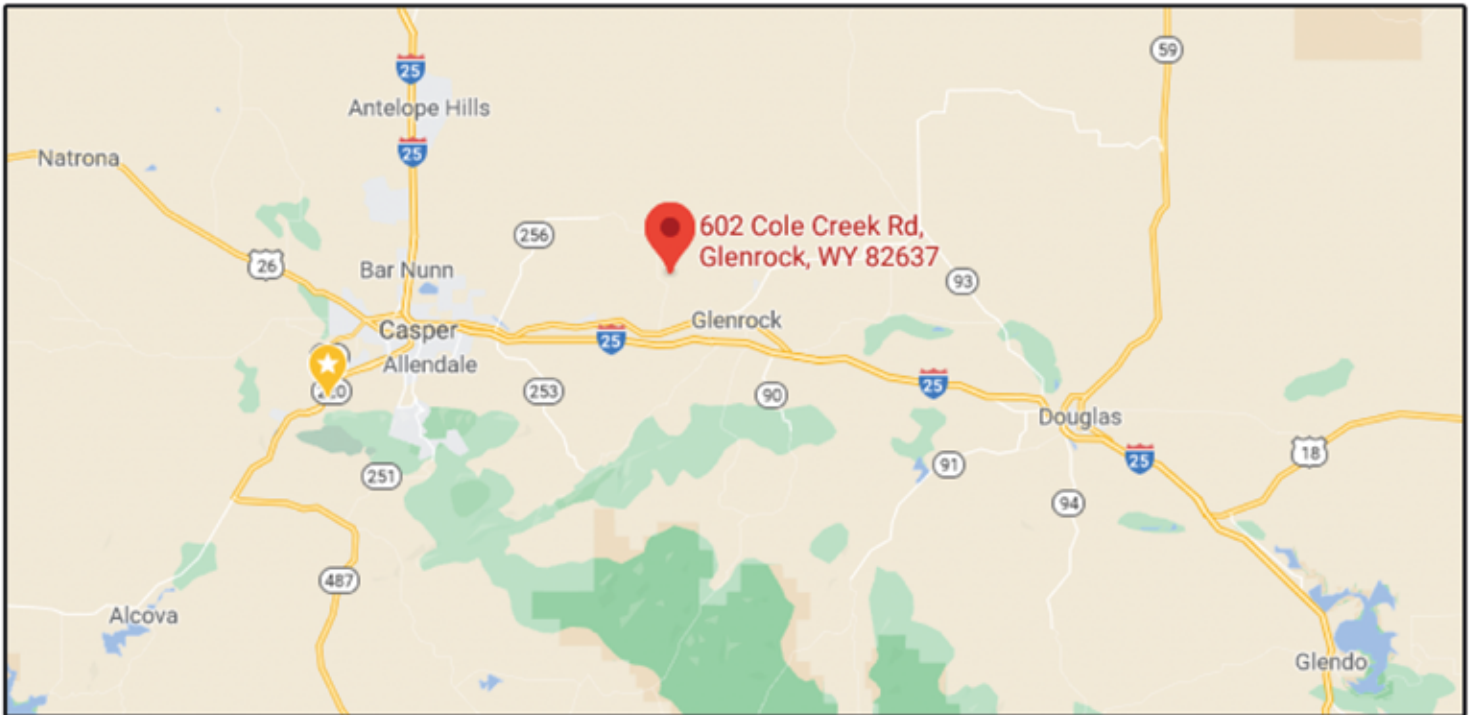 59
25
Antelope Hills
25
Natrona
602 Cole Creek Rd,
Glenrock, WY 82637
256
26
Bar Nunn
93
Glenrock
Casper
25
Allendale
25
253
90
Douglas
18
25
91
251
94
487
Alcova
Glendo